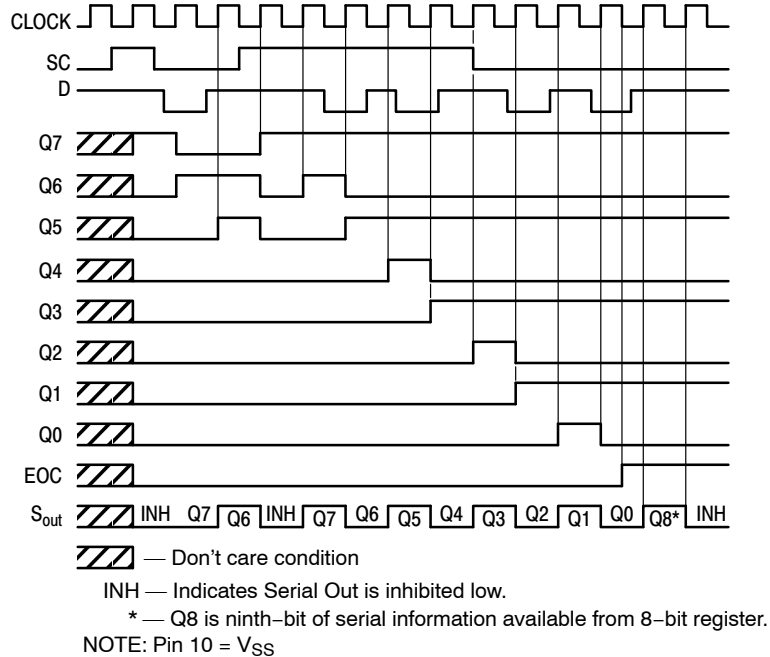 CLOCK
SC
D
Q7
Q6
Q5
Q4
Q3
Q2
Q1
Q0
EOC
Sout INH Q7 Q6 INH Q7 Q6 Q5 Q4 Q3 Q2 Q1 Q0 Q8* INH
— Don't care condition
INH — Indicates Serial Out is inhibited low.
* — Q8 is ninth−bit of serial information available from 8−bit register.
NOTE: Pin 10 = VSS